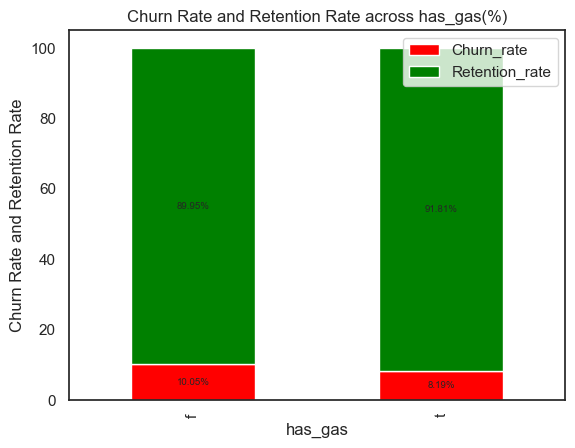 Churn Rate and Retention Rate across has_gas(%)
Churn_rate
Retention_rate
Churn Rate and Retention Rate
100
80
60
40
20
0
89.95%
91.81%
10.05%
8.19%
f
t
has_gas